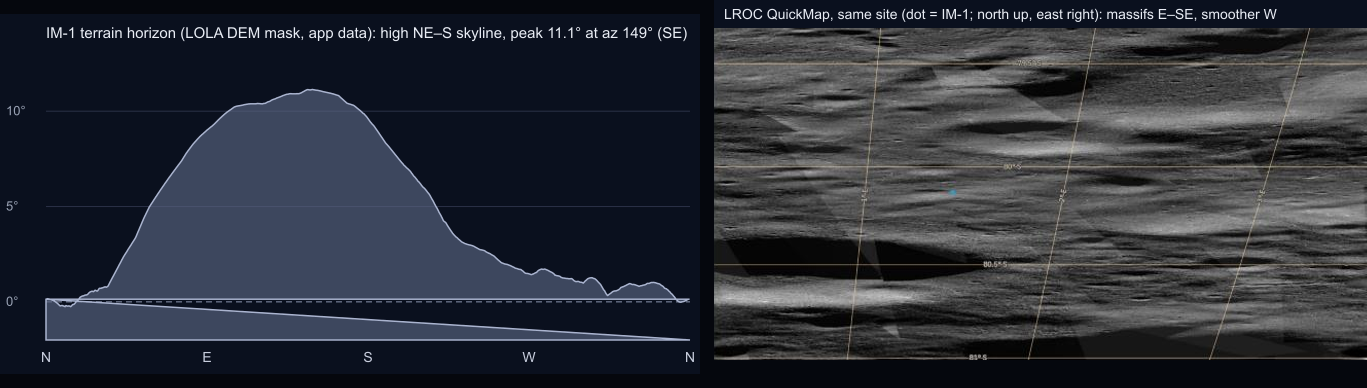 IM-1 terrain horizon (LOLA DEM mask, app data): high NE–S skyline, peak 11.1° at az 149° (SE)
10°
5°
0°
N E S W N
LROC QuickMap, same site (dot = IM-1; north up, east right): massifs E–SE, smoother W
80° S
80.5° S
81° S